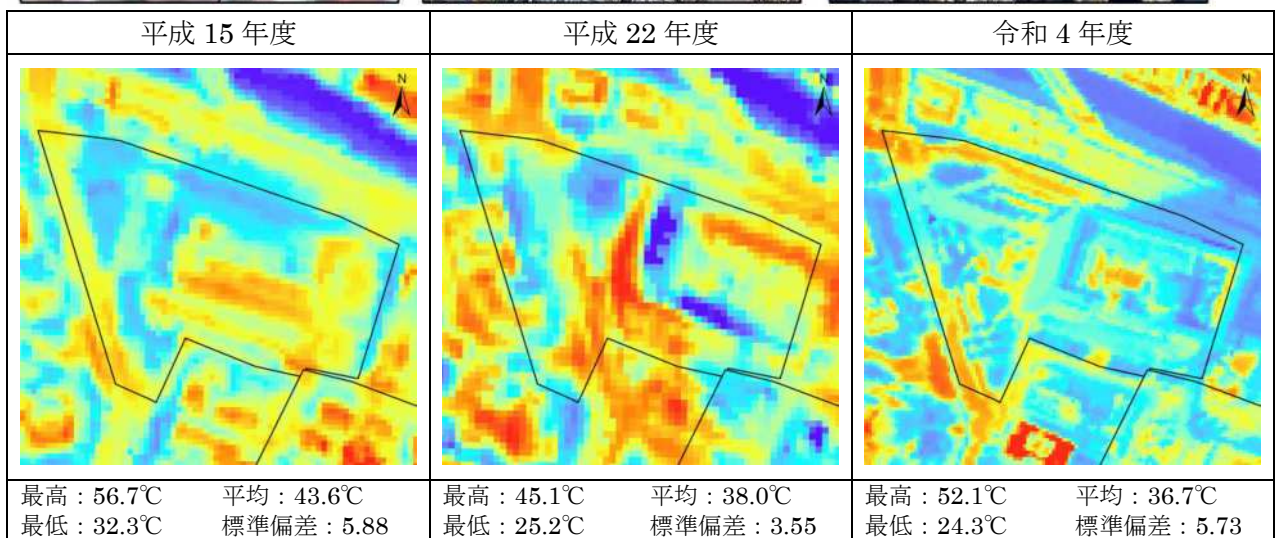 平成 15 年度
平成 22 年度
令和 4 年度
N
N
N
最高：56.7℃ 平均：43.6℃
最低：32.3℃ 標準偏差：5.88
最高：45.1℃ 平均：38.0℃
最低：25.2℃ 標準偏差：3.55
最高：52.1℃ 平均：36.7℃
最低：24.3℃ 標準偏差：5.73